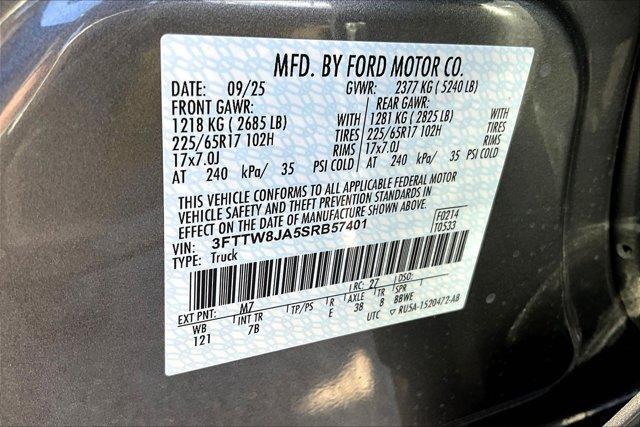 MFD. BY FORD MOTOR CO.
DATE: 09/25 GVWR: 2377 KG ( 5240 LB)
FRONT GAWR: REAR GAWR:
1218 KG ( 2685 LB) WITH 1281 KG ( 2825 LB) WITH
225/65R17 102H TIRES 225/65R17 102H TIRES
17x7.0J RIMS 17x7.0J RIMS
AT 240 kPa/ 35 PSI COLD AT 240 kPa/ 35 PSI COLD
THIS VEHICLE CONFORMS TO ALL APPLICABLE FEDERAL MOTOR
VEHICLE SAFETY AND THEFT PREVENTION STANDARDS IN
EFFECT ON THE DATE OF MANUFACTURE SHOWN ABOVE.
VIN: 3FTTW8JA5SRB57401 F0214
TYPE: Truck T0533
EXT PNT: M7 RC: 27 DSO:
WB INT TR TP/PS R AXLE TR SPR
121 7B E 38 8 BBWE
UTC ▽ RU5A-1520472-AB